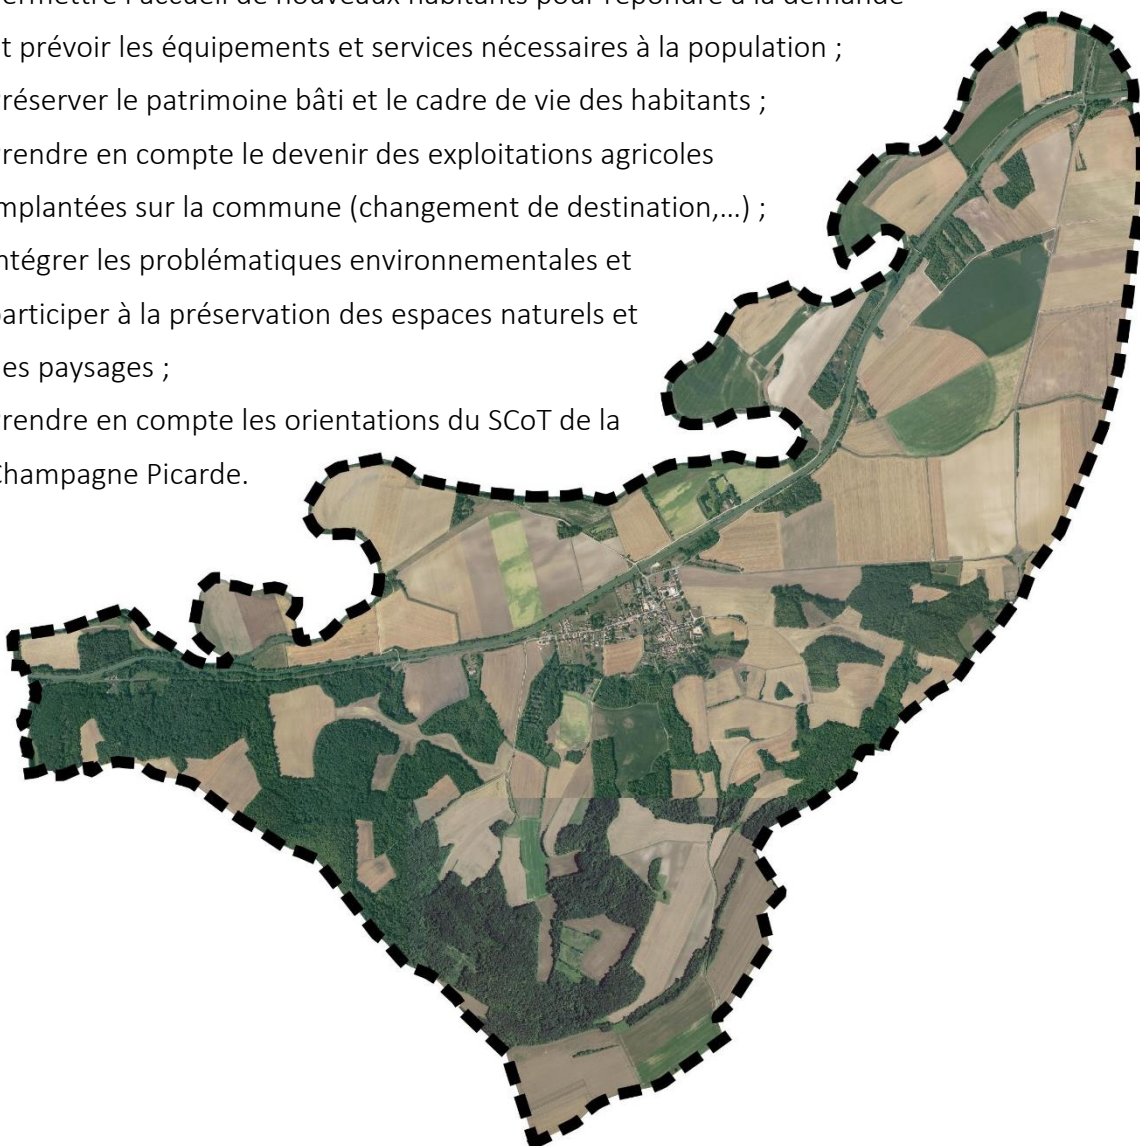 ermettre l'accueil de nouveaux habitants pour répondre à la demande
t prévoir les équipements et services nécessaires à la population ;
réserver le patrimoine bâti et le cadre de vie des habitants ;
rendre en compte le devenir des exploitations agricoles
mplantées sur la commune (changement de destination,...) ;
ntégrer les problématiques environnementales et
participer à la préservation des espaces naturels et
es paysages ;
rendre en compte les orientations du SCoT de la
Champagne Picarde.